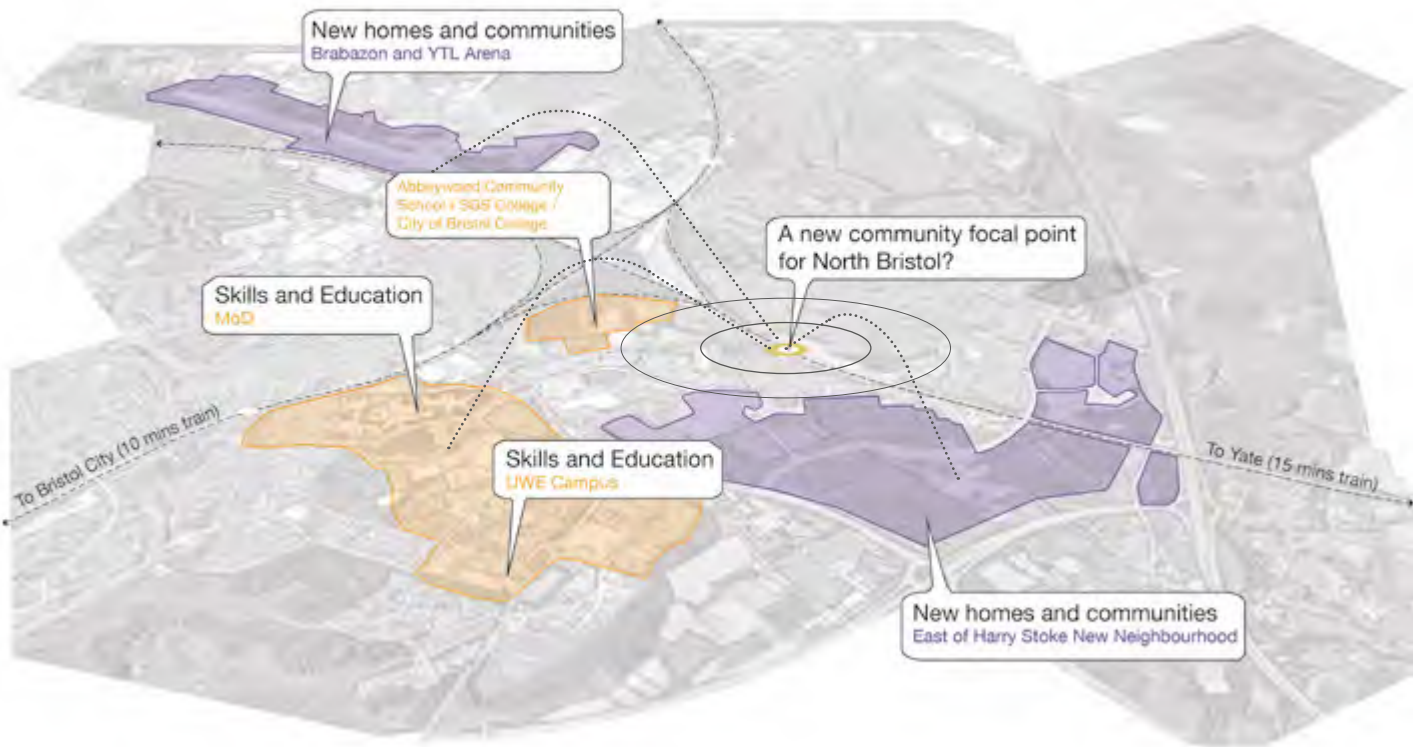 New homes and communities
Brabazon and YTL Arena
Abbeywood Community
School / SGS College /
City of Bristol College
A new community focal point
for North Bristol?
Skills and Education
MoD
Skills and Education
UWE Campus
To Bristol City (10 mins train)
To Yate (15 mins train)
New homes and communities
East of Harry Stoke New Neighbourhood